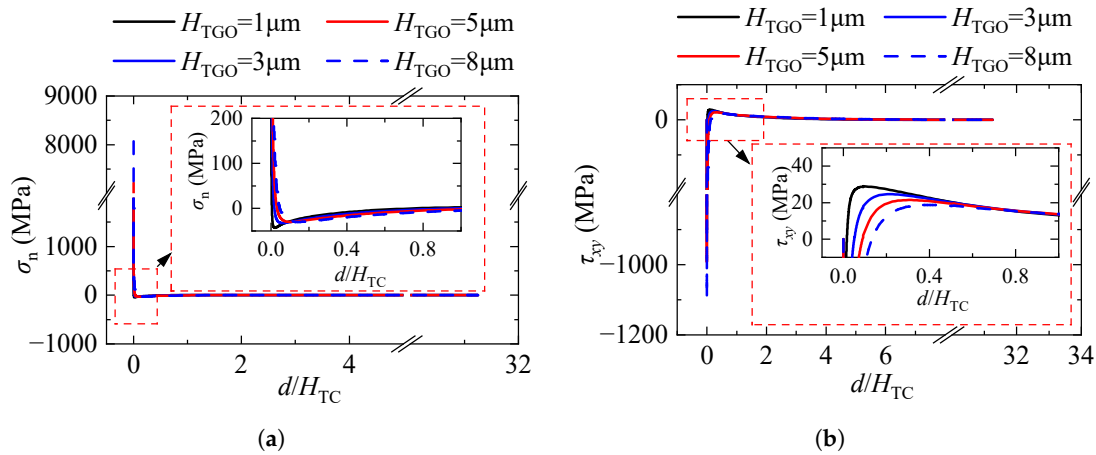 H_TGO=1μm H_TGO=5μm
H_TGO=3μm H_TGO=8μm
9000
8000
1000
0
−1000
σ_n (MPa)
0 2 4 32
d/H_TC
200
100
0
σ_n (MPa)
0.0 0.4 0.8
d/H_TC
(a)
H_TGO=1μm H_TGO=3μm
H_TGO=5μm H_TGO=8μm
0
−1000
−1200
τ_xy (MPa)
0 2 4 6 32 34
d/H_TC
40
20
0
τ_xy (MPa)
0.0 0.4 0.8
d/H_TC
(b)